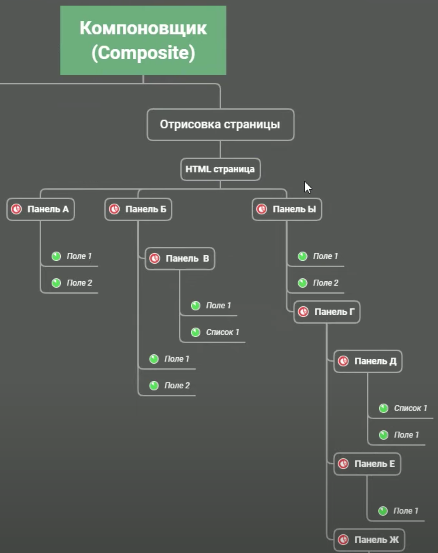 Компоновщик
(Composite)
Отрисовка страницы
HTML страница
Панель А
Панель Б
Панель Ы
Поле 1
Поле 2
Панель В
Поле 1
Список 1
Поле 1
Поле 2
Поле 1
Поле 2
Панель Г
Панель Д
Список 1
Поле 1
Панель Е
Поле 1
Панель Ж